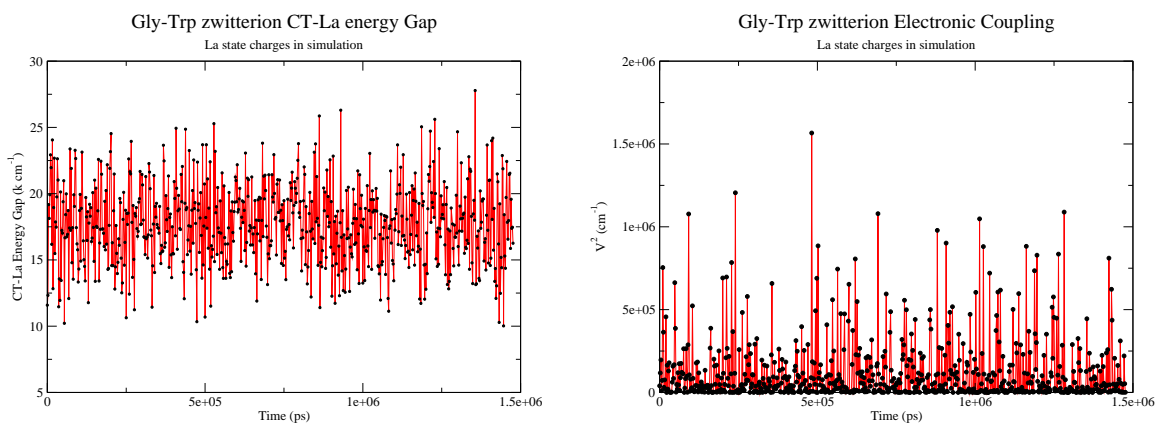 Gly-Trp zwitterion CT-La energy Gap
La state charges in simulation
30
25
20
15
10
5
CT-La Energy Gap (k cm⁻¹)
0
5e+05
1e+06
1.5e+06
Time (ps)
Gly-Trp zwitterion Electronic Coupling
La state charges in simulation
2e+06
1.5e+06
1e+06
5e+05
0
V² (cm⁻¹)
0
5e+05
1e+06
1.5e+06
Time (ps)